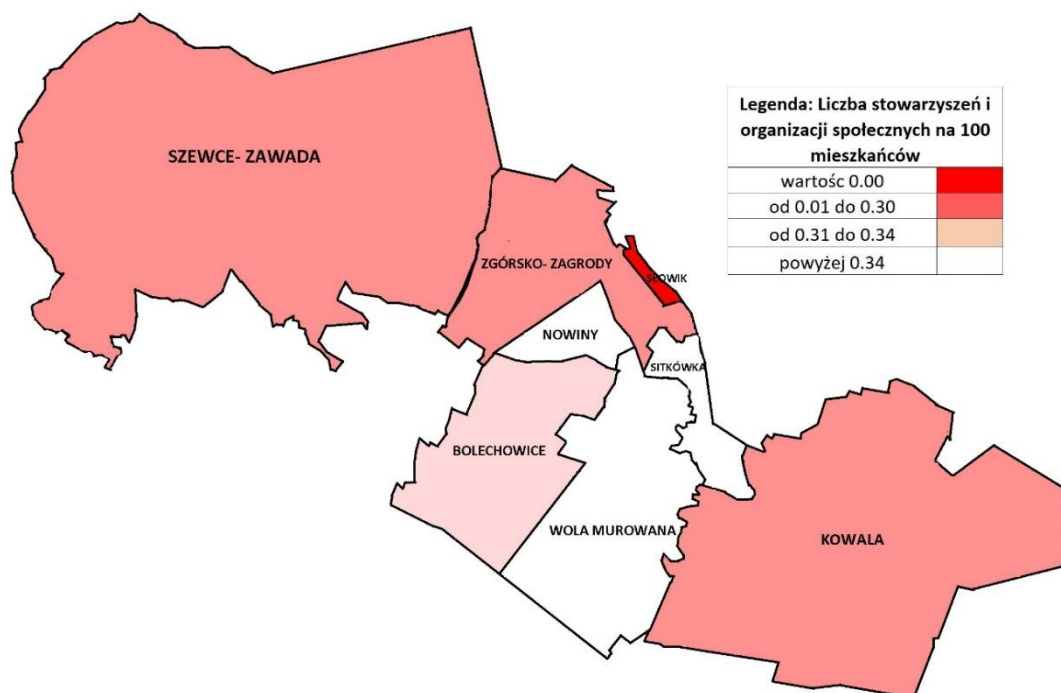 Legenda: Liczba stowarzyszeń i
organizacji społecznych na 100
mieszkańców
wartośc 0.00
od 0.01 do 0.30
od 0.31 do 0.34
powyżej 0.34
SZEWCE- ZAWADA
ZGÓRSKO- ZAGRODY
SŁOWIK
NOWINY
SITKÓWKA
BOLECHOWICE
WOLA MUROWANA
KOWALA